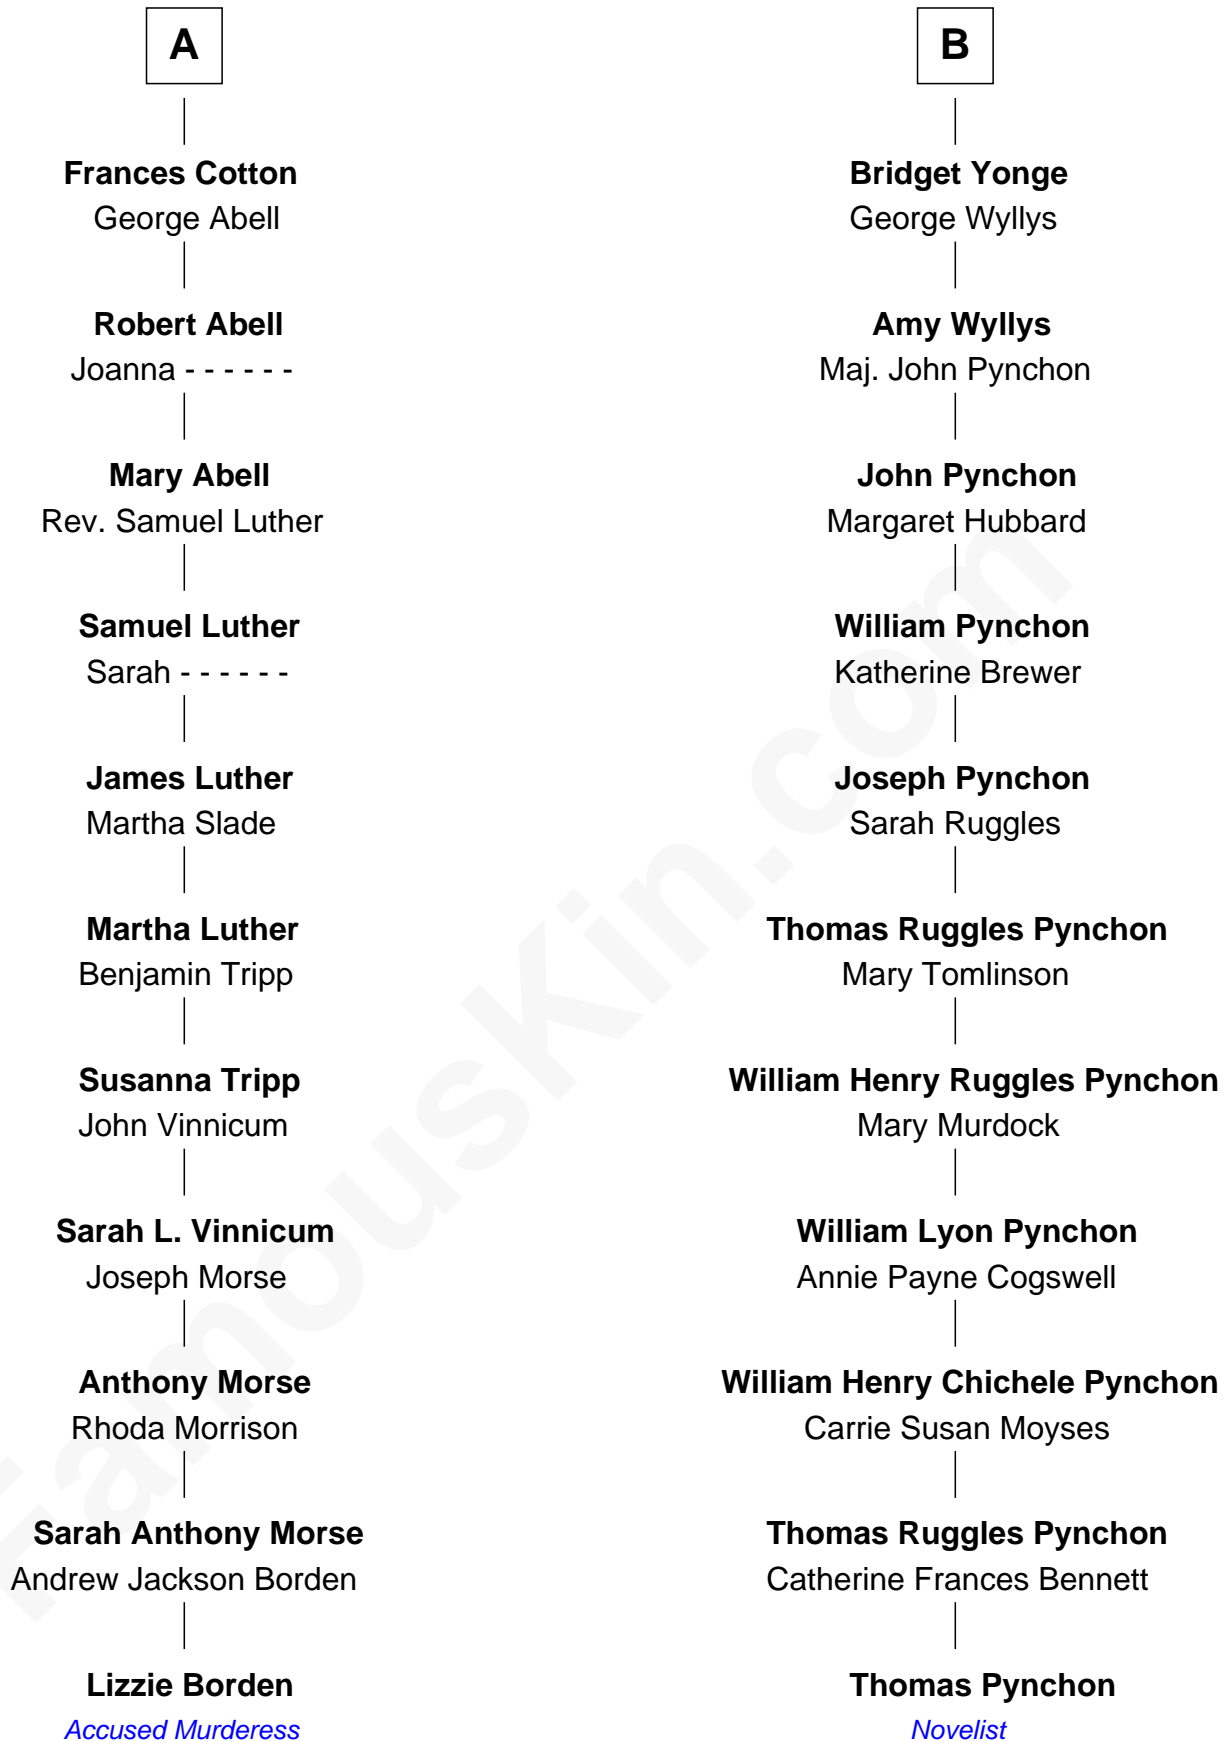 A
Frances Cotton
George Abell
Robert Abell
Joanna - - - - - -
Mary Abell
Rev. Samuel Luther
Samuel Luther
Sarah - - - - - -
James Luther
Martha Slade
Martha Luther
Benjamin Tripp
Susanna Tripp
John Vinnicum
Sarah L. Vinnicum
Joseph Morse
Anthony Morse
Rhoda Morrison
Sarah Anthony Morse
Andrew Jackson Borden
Lizzie Borden
Accused Murderess
B
Bridget Yonge
George Wyllys
Amy Wyllys
Maj. John Pynchon
John Pynchon
Margaret Hubbard
William Pynchon
Katherine Brewer
Joseph Pynchon
Sarah Ruggles
Thomas Ruggles Pynchon
Mary Tomlinson
William Henry Ruggles Pynchon
Mary Murdock
William Lyon Pynchon
Annie Payne Cogswell
William Henry Chichele Pynchon
Carrie Susan Moyses
Thomas Ruggles Pynchon
Catherine Frances Bennett
Thomas Pynchon
Novelist
FamousKin.com